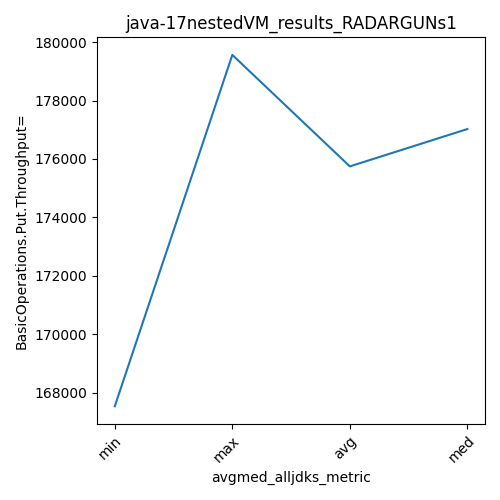 java-17nestedVM_results_RADARGUNs1
180000
178000
176000
174000
172000
170000
168000
BasicOperations.Put.Throughput=
min
max
avg
med
avgmed_alljdks_metric